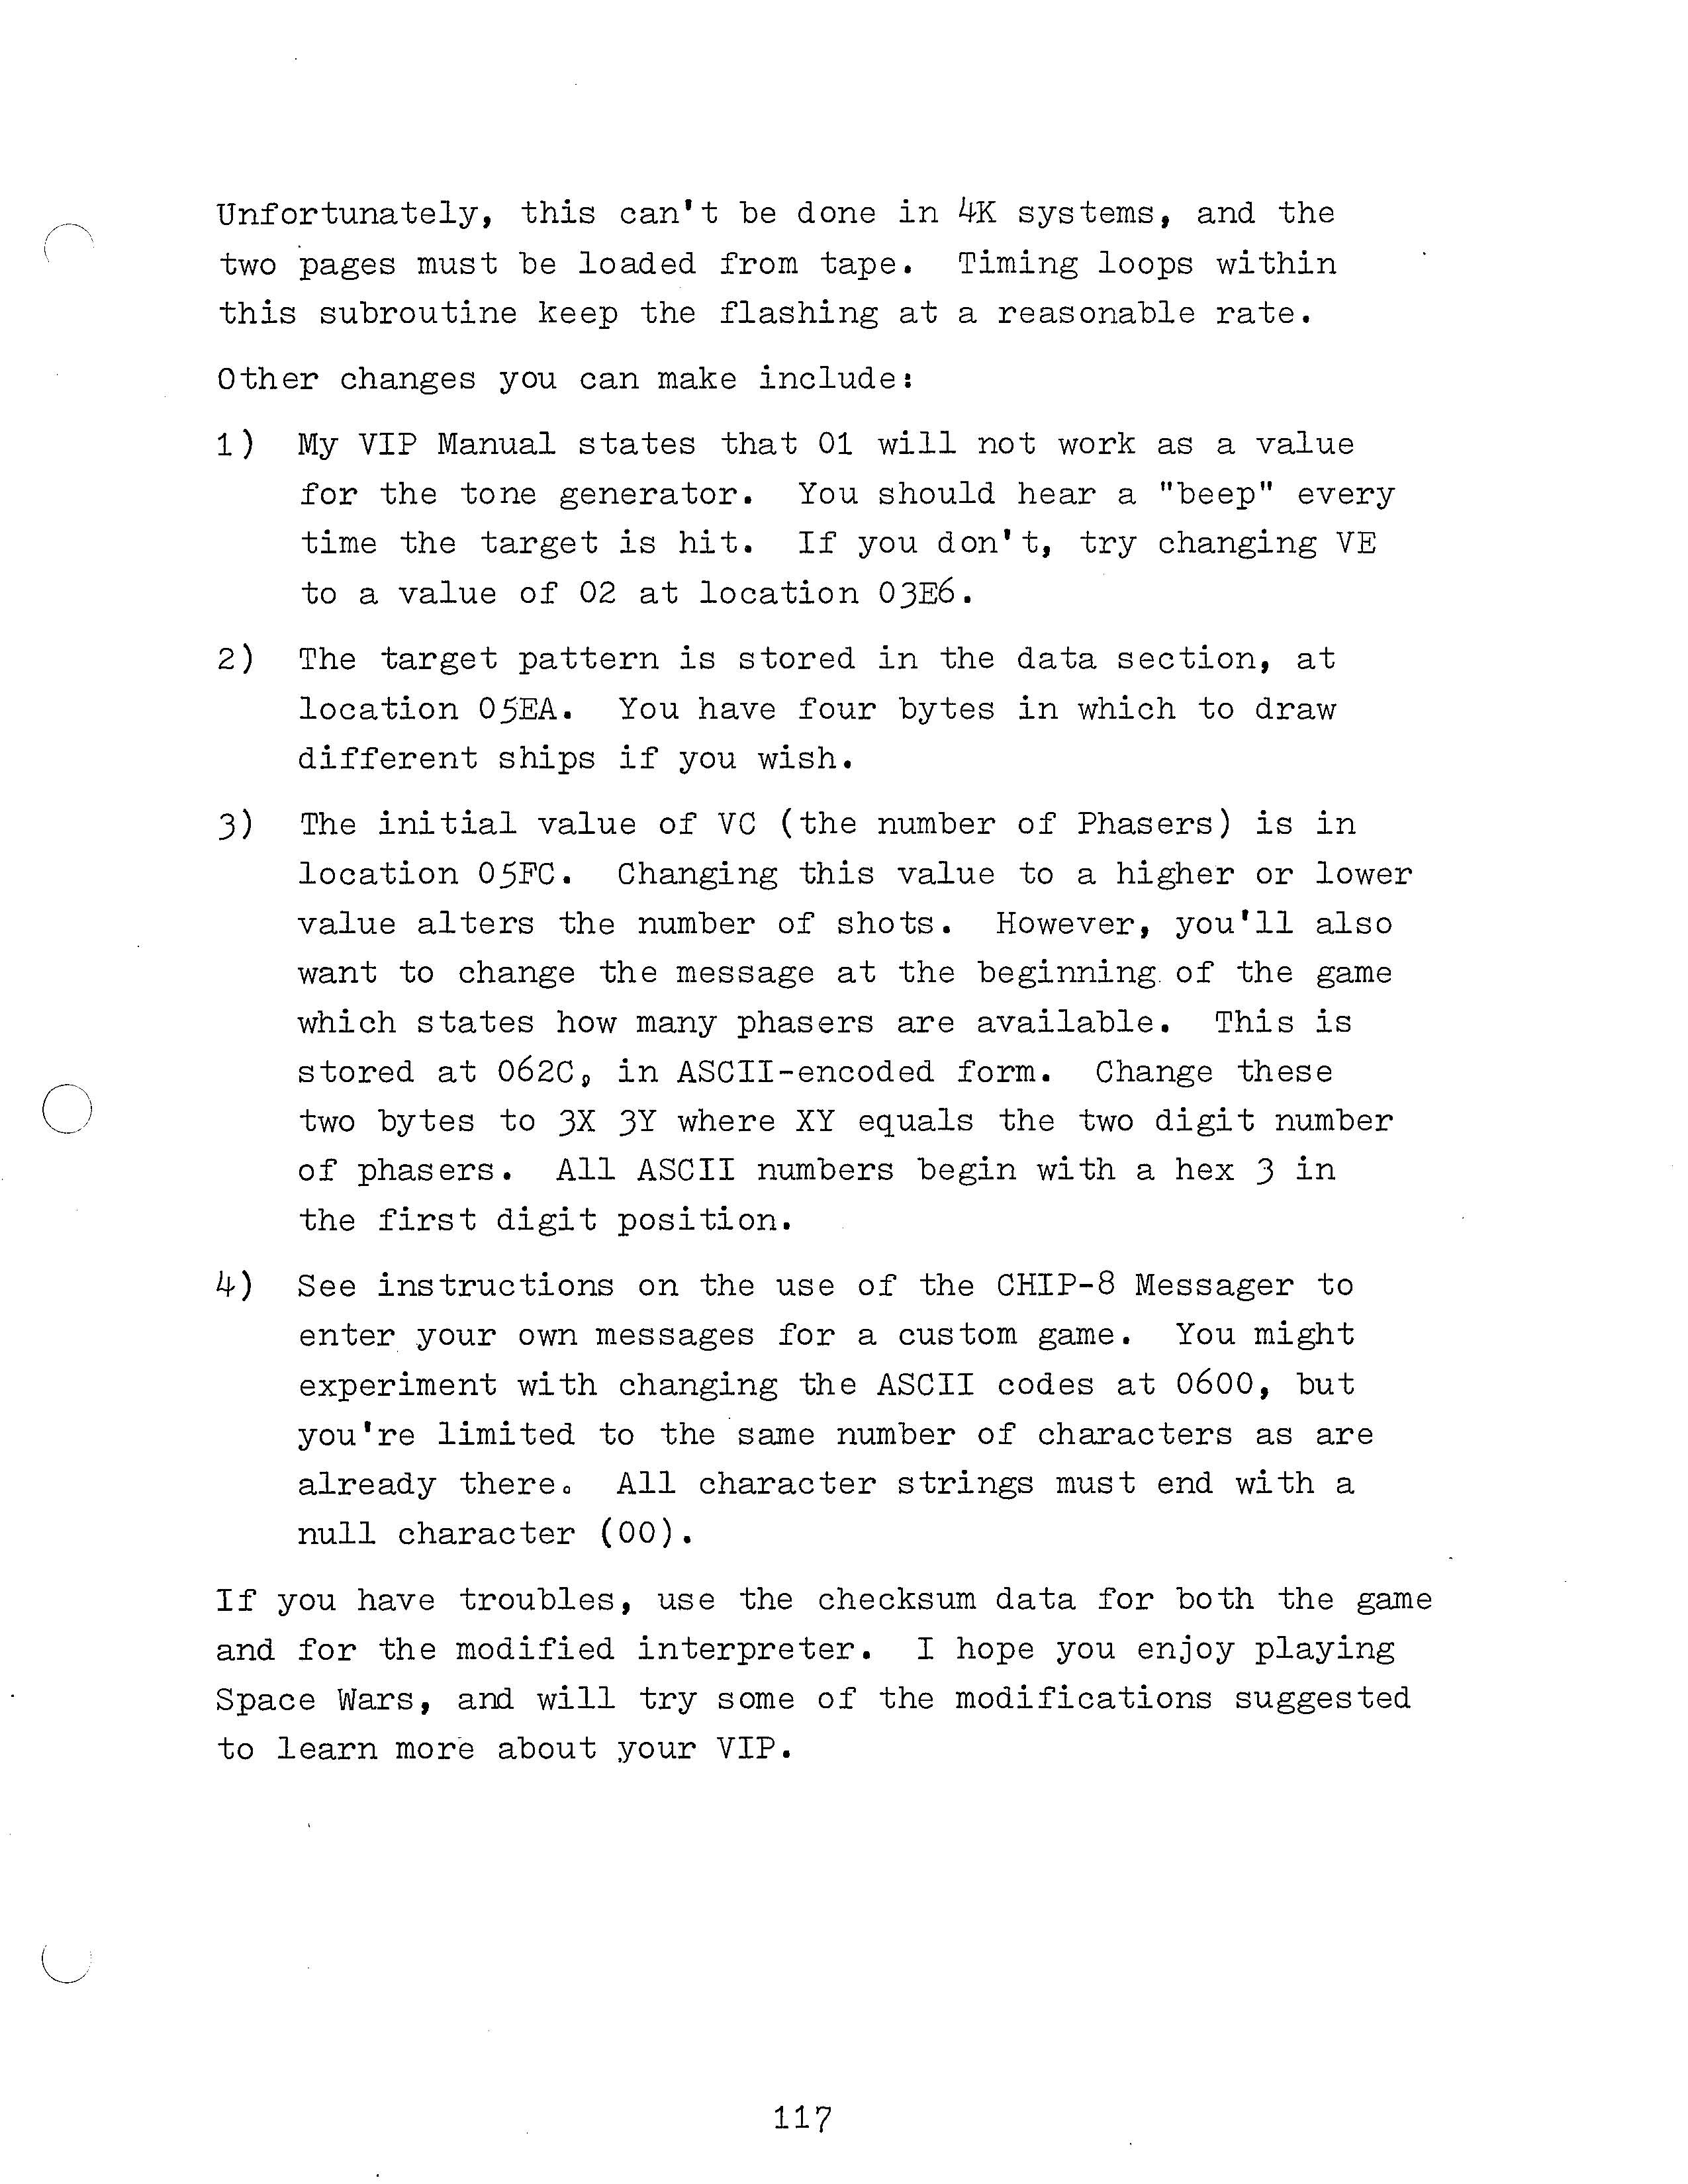 Unfortunately, this can't be done in 4K systems, and the
two pages must be loaded from tape.  Timing loops within
this subroutine keep the flashing at a reasonable rate.
Other changes you can make include:
1)  My VIP Manual states that 01 will not work as a value
for the tone generator.  You should hear a "beep" every
time the target is hit.  If you don't, try changing VE
to a value of 02 at location 03E6.
2)  The target pattern is stored in the data section, at
location 05EA.  You have four bytes in which to draw
different ships if you wish.
3)  The initial value of VC (the number of Phasers) is in
location 05FC.  Changing this value to a higher or lower
value alters the number of shots.  However, you'll also
want to change the message at the beginning of the game
which states how many phasers are available.  This is
stored at 062C, in ASCII-encoded form.  Change these
two bytes to 3X 3Y where XY equals the two digit number
of phasers.  All ASCII numbers begin with a hex 3 in
the first digit position.
4)  See instructions on the use of the CHIP-8 Messager to
enter your own messages for a custom game.  You might
experiment with changing the ASCII codes at 0600, but
you're limited to the same number of characters as are
already there.  All character strings must end with a
null character (00).
If you have troubles, use the checksum data for both the game
and for the modified interpreter.  I hope you enjoy playing
Space Wars, and will try some of the modifications suggested
to learn more about your VIP.
117